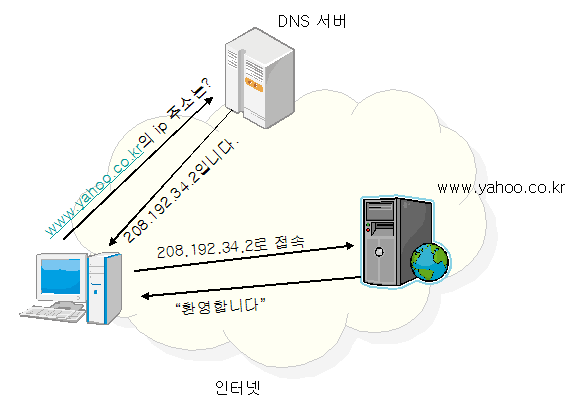 DNS 서버
www.yahoo.co.kr의 ip 주소는?
208.192.34.2입니다.
www.yahoo.co.kr
208.192.34.2로 접속
“환영합니다”
인터넷